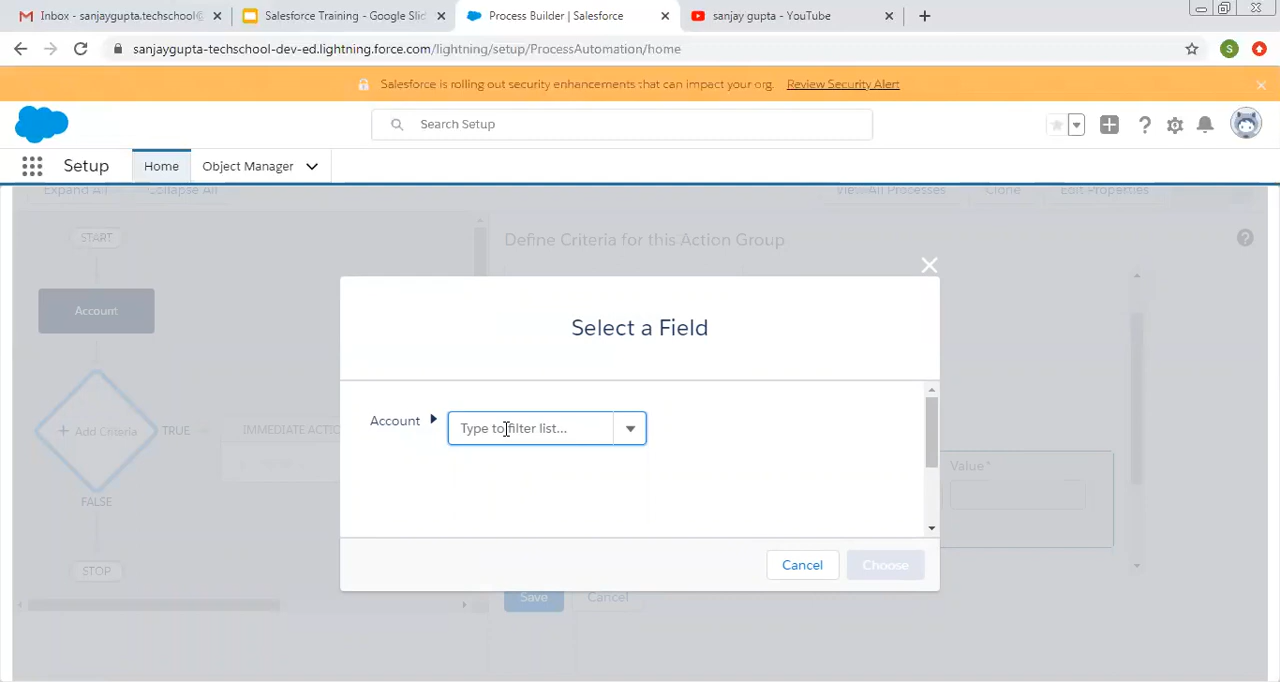 Inbox - sanjaygupta.techschool@
Salesforce Training - Google Slid
Process Builder | Salesforce
sanjay gupta - YouTube
sanjaygupta-techschool-dev-ed.lightning.force.com/lightning/setup/ProcessAutomation/home
S
Salesforce is rolling out security enhancements that can impact your org. Review Security Alert
Search Setup
Setup
Home
Object Manager
Expand All
Collapse All
View All Processes
Clone
Edit Properties
START
Define Criteria for this Action Group
Account
Select a Field
Account
Type to filter list...
+ Add Criteria
TRUE
IMMEDIATE ACTIO
FALSE
Value*
STOP
Cancel
Choose
Save
Cancel